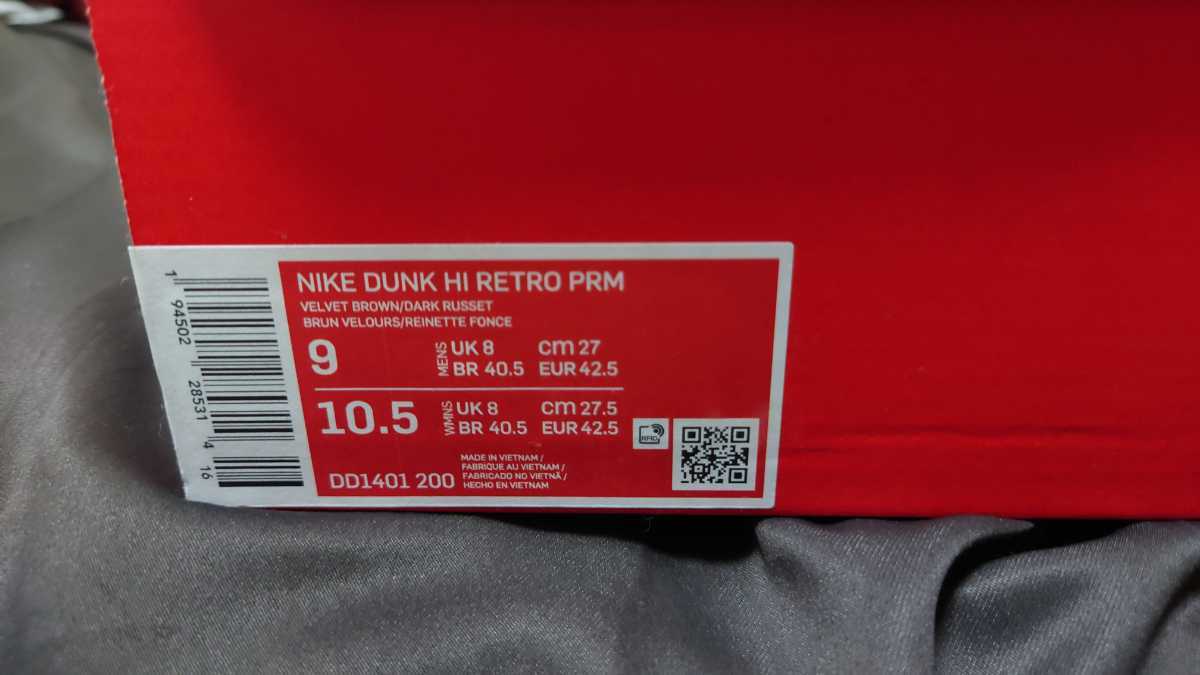 NIKE DUNK HI RETRO PRM
VELVET BROWN/DARK RUSSET
BRUN VELOURS/REINETTE FONCE
9 MENS UK 8 cm 27
BR 40.5 EUR 42.5
10.5 WMNS UK 8 cm 27.5
BR 40.5 EUR 42.5
RFID
DD1401 200
MADE IN VIETNAM /
FABRIQUE AU VIETNAM /
FABRICADO NO VIETNÃ /
HECHO EN VIETNAM
1 94502 28531 4 16